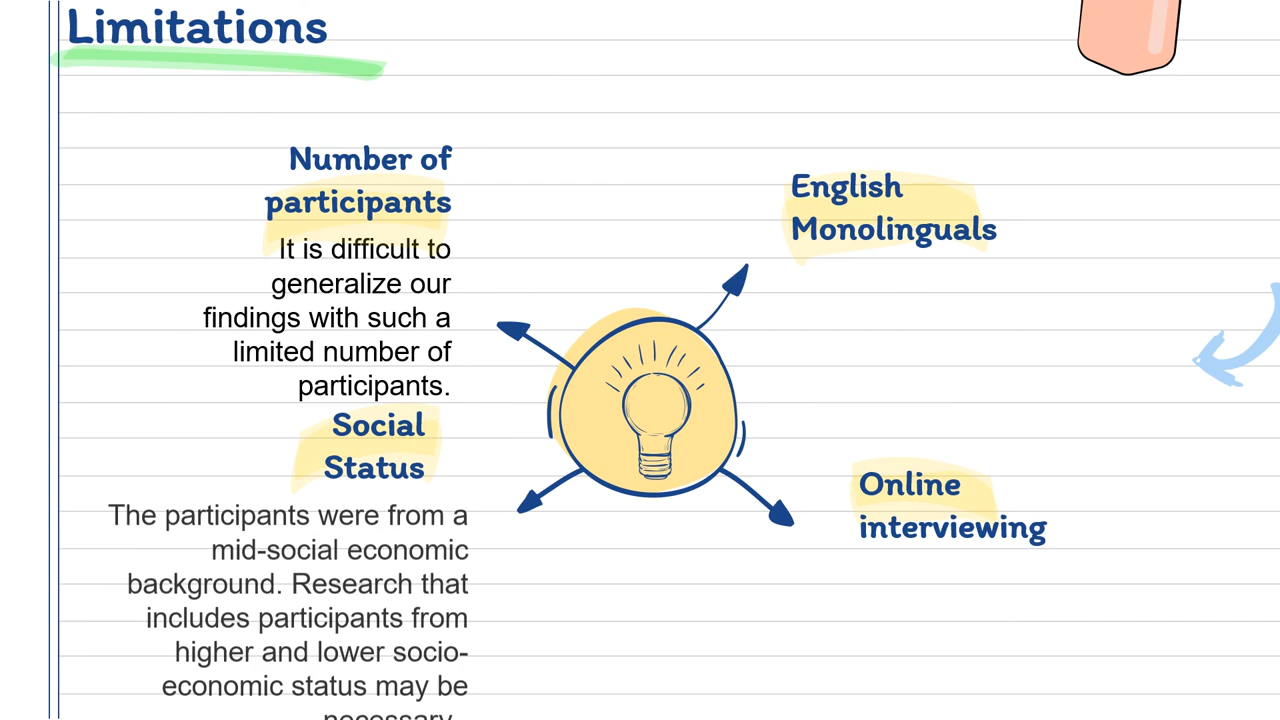 Limitations
Number of
participants
It is difficult to
generalize our
findings with such a
limited number of
participants.
Social
Status
The participants were from a
mid-social economic
background. Research that
includes participants from
higher and lower socio-
economic status may be
necessary.
English
Monolinguals
Online
interviewing